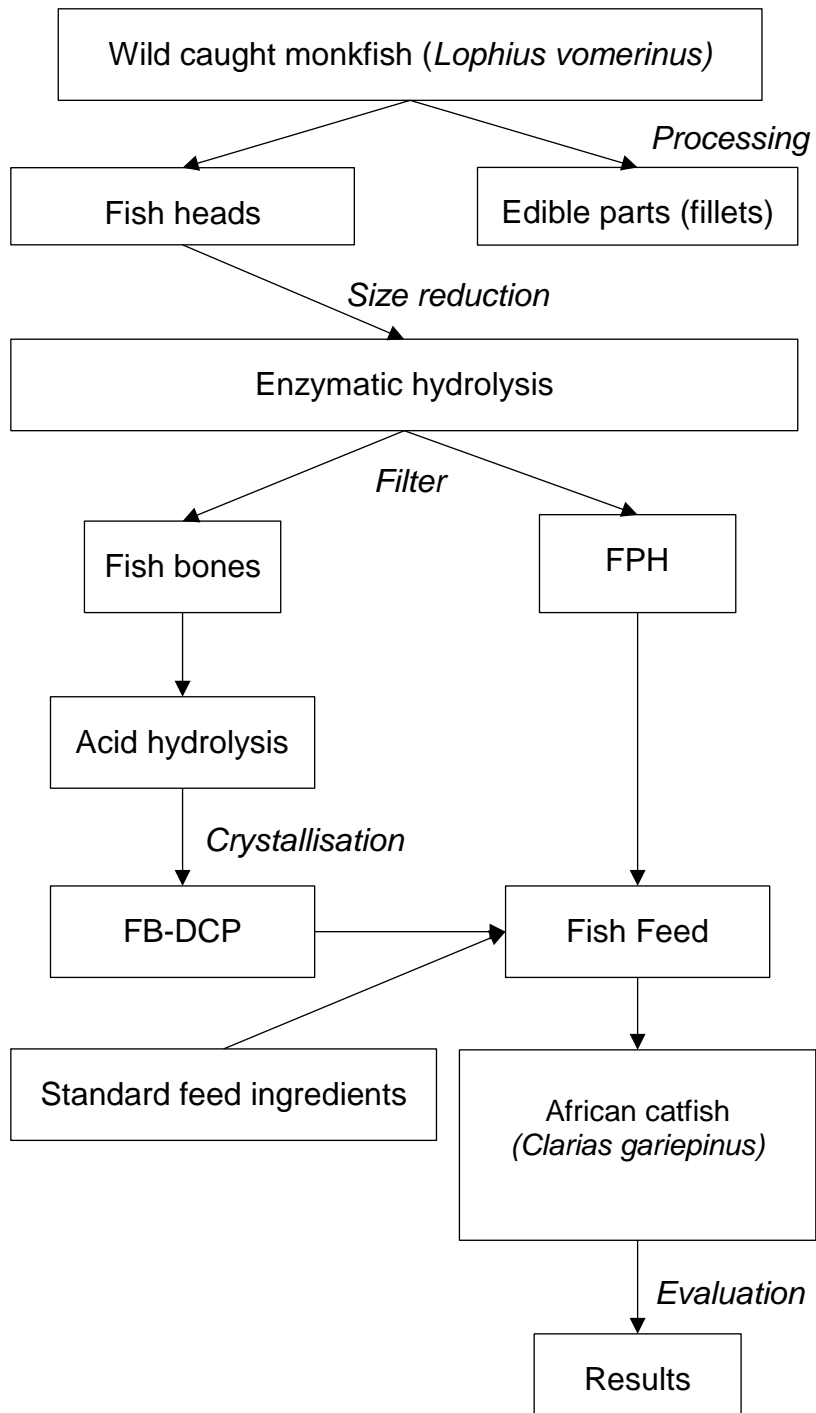 Wild caught monkfish (Lophius vomerinus)
Processing
Fish heads
Edible parts (fillets)
Size reduction
Enzymatic hydrolysis
Filter
Fish bones
FPH
Acid hydrolysis
Crystallisation
FB-DCP
Fish Feed
Standard feed ingredients
African catfish
(Clarias gariepinus)
Evaluation
Results